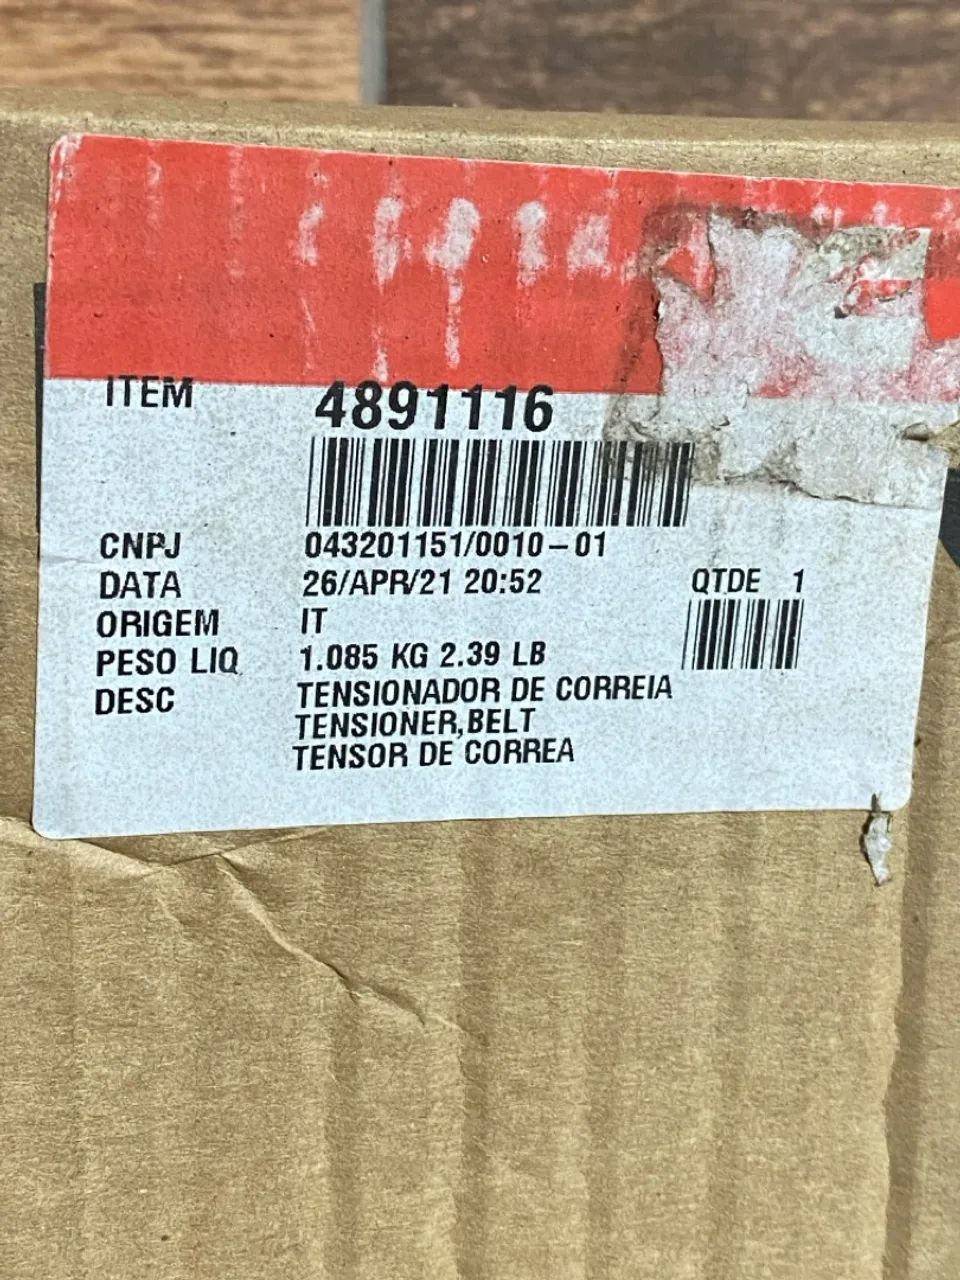 ITEM 4891116
CNPJ 043201151/0010-01
DATA 26/APR/21 20:52 QTDE 1
ORIGEM IT
PESO LIQ 1.085 KG 2.39 LB
DESC TENSIONADOR DE CORREIA
TENSIONER,BELT
TENSOR DE CORREA